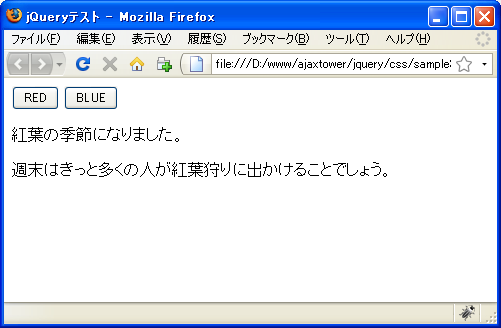 jQueryテスト - Mozilla Firefox
ファイル(F) 編集(E) 表示(V) 履歴(S) ブックマーク(B) ツール(T) ヘルプ(H)
file:///D:/www/ajaxtower/jquery/css/sample
RED BLUE
紅葉の季節になりました。
週末はきっと多くの人が紅葉狩りに出かけることでしょう。